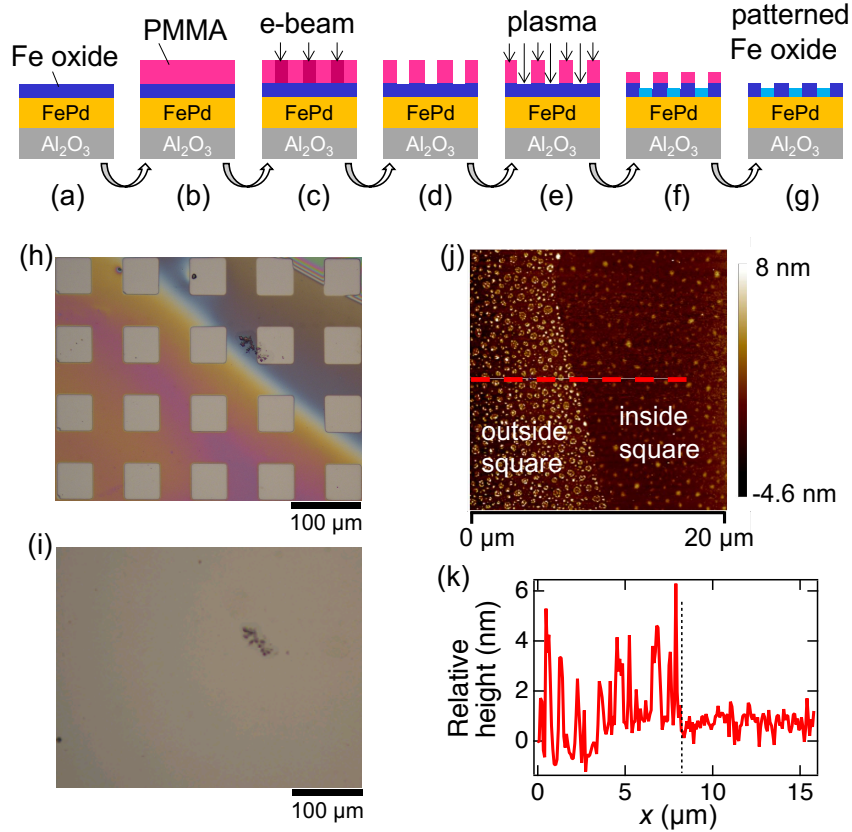 Fe oxide
PMMA
e-beam
plasma
patterned
Fe oxide
FePd FePd FePd FePd FePd FePd FePd
Al₂O₃ Al₂O₃ Al₂O₃ Al₂O₃ Al₂O₃ Al₂O₃ Al₂O₃
(a) (b) (c) (d) (e) (f) (g)
(h)
100 µm
(i)
100 µm
(j)
outside
square
inside
square
8 nm
-4.6 nm
0 µm 20 µm
(k)
Relative
height (nm)
6
4
2
0
0 5 10 15
x (µm)